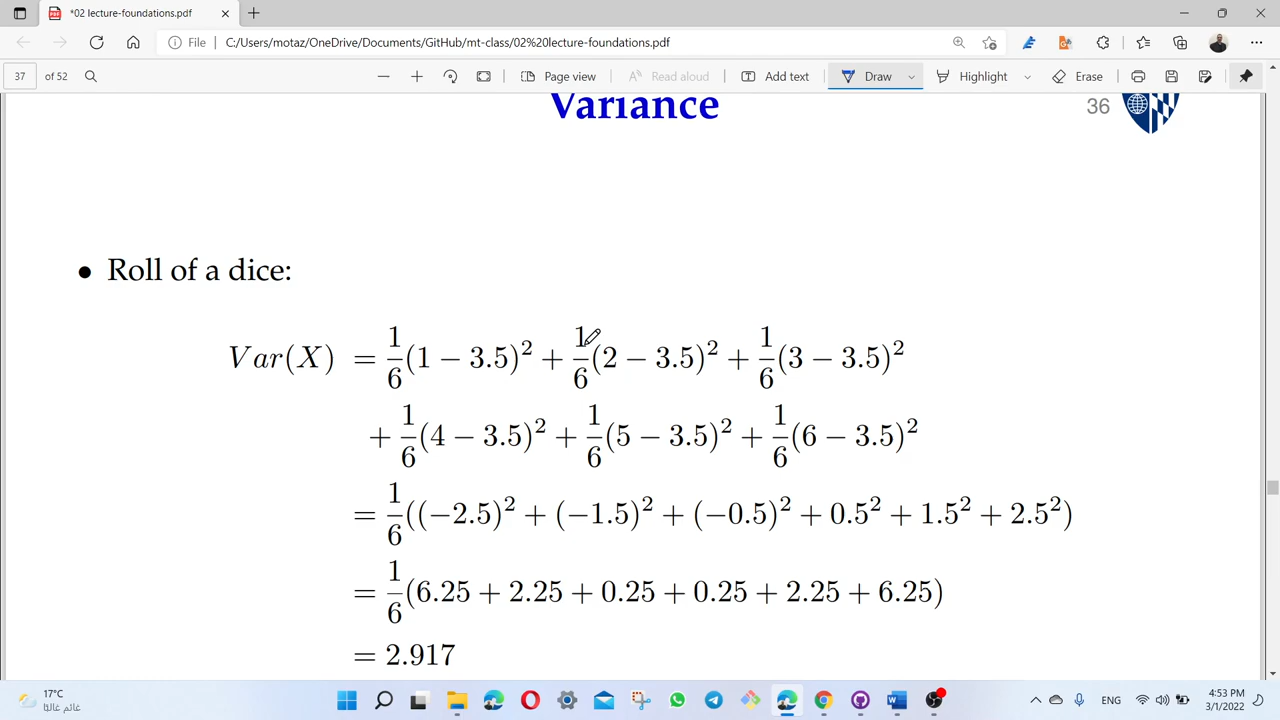 *02 lecture-foundations.pdf
File C:/Users/motaz/OneDrive/Documents/GitHub/mt-class/02%20lecture-foundations.pdf
37 of 52 Page view Read aloud Add text Draw Highlight Erase
Variance 36
• Roll of a dice:
Var(X) = 1/6(1 − 3.5)² + 1/6(2 − 3.5)² + 1/6(3 − 3.5)²
+ 1/6(4 − 3.5)² + 1/6(5 − 3.5)² + 1/6(6 − 3.5)²
= 1/6((−2.5)² + (−1.5)² + (−0.5)² + 0.5² + 1.5² + 2.5²)
= 1/6(6.25 + 2.25 + 0.25 + 0.25 + 2.25 + 6.25)
= 2.917
17°C
غائم غالبًا
ENG
4:53 PM
3/1/2022